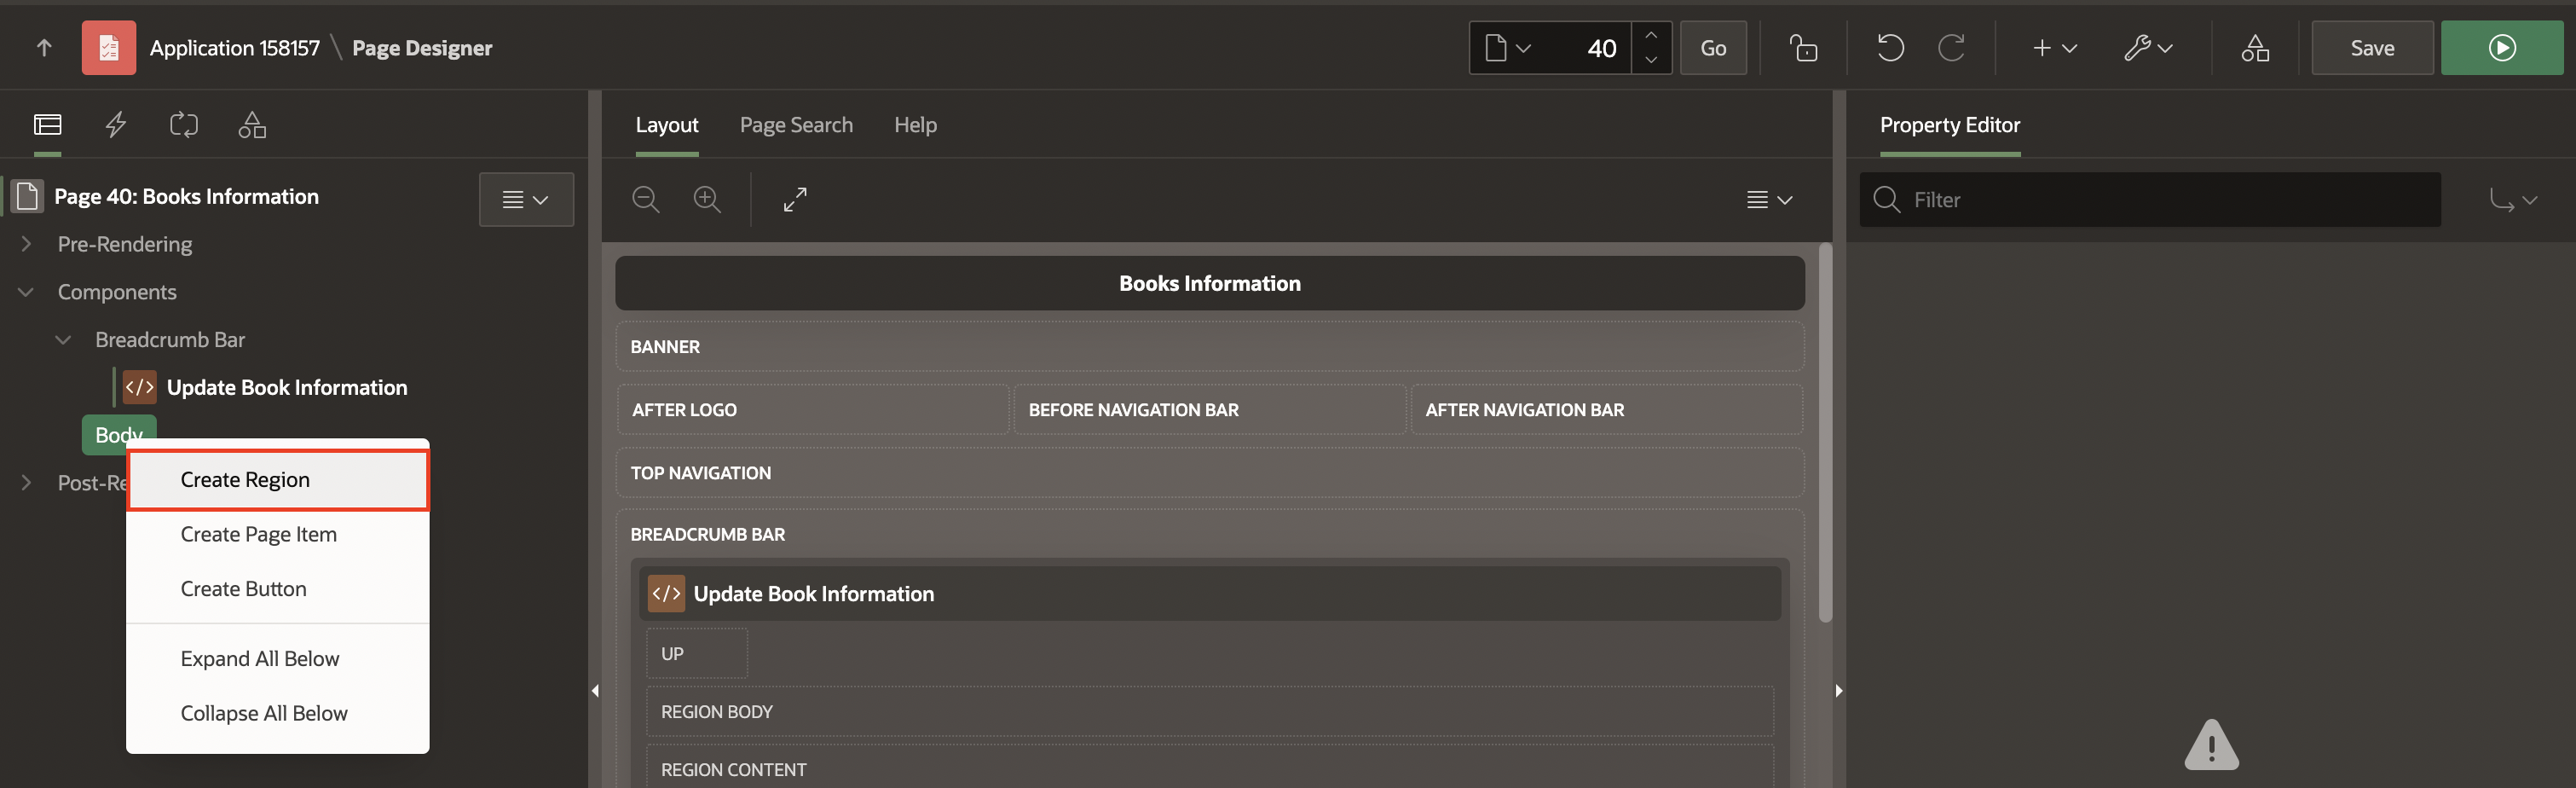 Application 158157 \ Page Designer
40
Go
Save
Layout
Page Search
Help
Property Editor
Page 40: Books Information
Filter
Pre-Rendering
Components
Books Information
Breadcrumb Bar
BANNER
Update Book Information
AFTER LOGO
BEFORE NAVIGATION BAR
AFTER NAVIGATION BAR
Body
TOP NAVIGATION
Post-Re
Create Region
Create Page Item
Create Button
Expand All Below
Collapse All Below
BREADCRUMB BAR
</> Update Book Information
UP
REGION BODY
REGION CONTENT